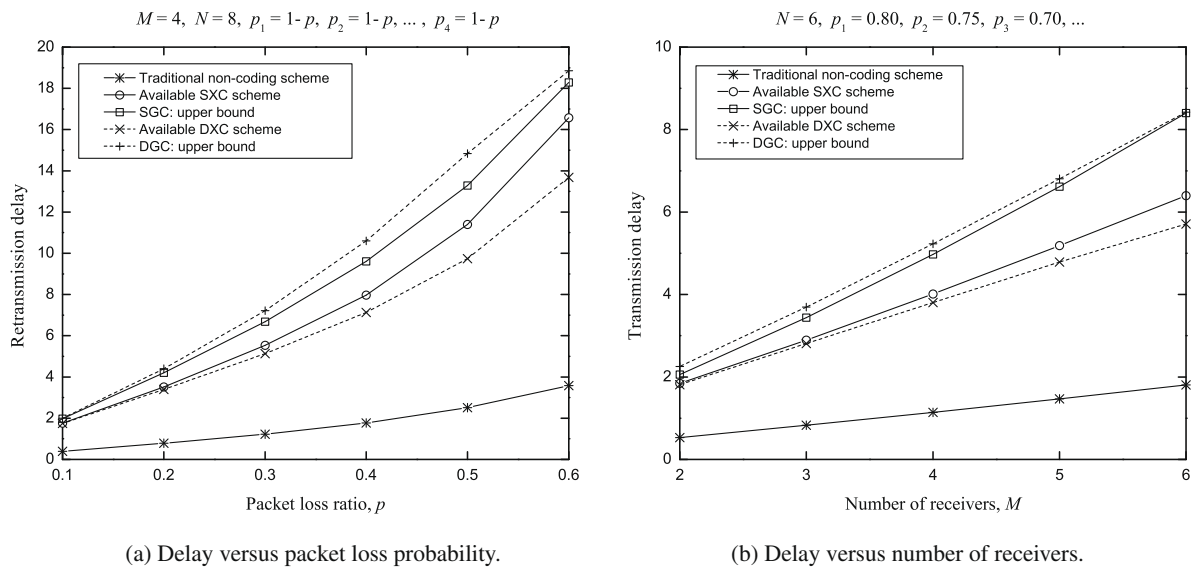 M = 4, N = 8, p1 = 1- p, p2 = 1- p, ... , p4 = 1- p
20
18
16
14
12
10
8
6
4
2
0
Retransmission delay
Traditional non-coding scheme
Available SXC scheme
SGC: upper bound
Available DXC scheme
DGC: upper bound
0.1 0.2 0.3 0.4 0.5 0.6
Packet loss ratio, p
(a) Delay versus packet loss probability.
N = 6, p1 = 0.80, p2 = 0.75, p3 = 0.70, ...
10
8
6
4
2
0
Transmission delay
Traditional non-coding scheme
Available SXC scheme
SGC: upper bound
Available DXC scheme
DGC: upper bound
2 3 4 5 6
Number of receivers, M
(b) Delay versus number of receivers.